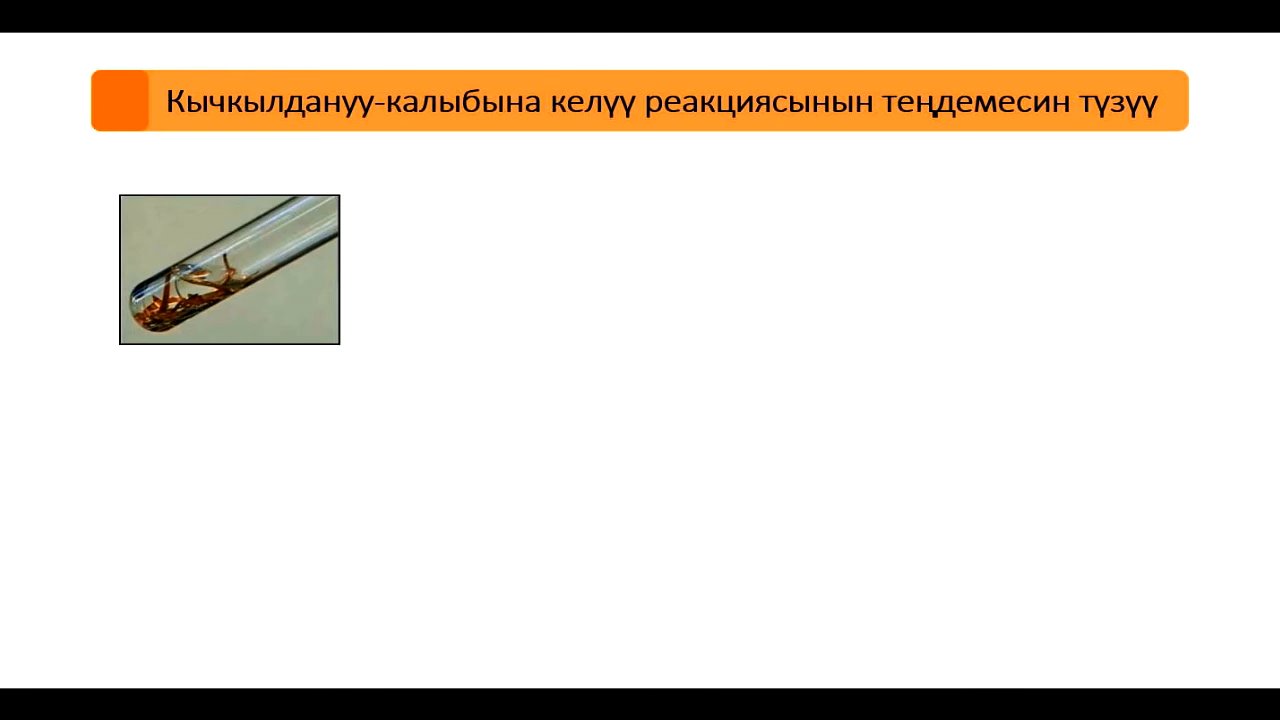 Кычкылдануу-калыбына келүү реакциясынын теңдемесин түзүү